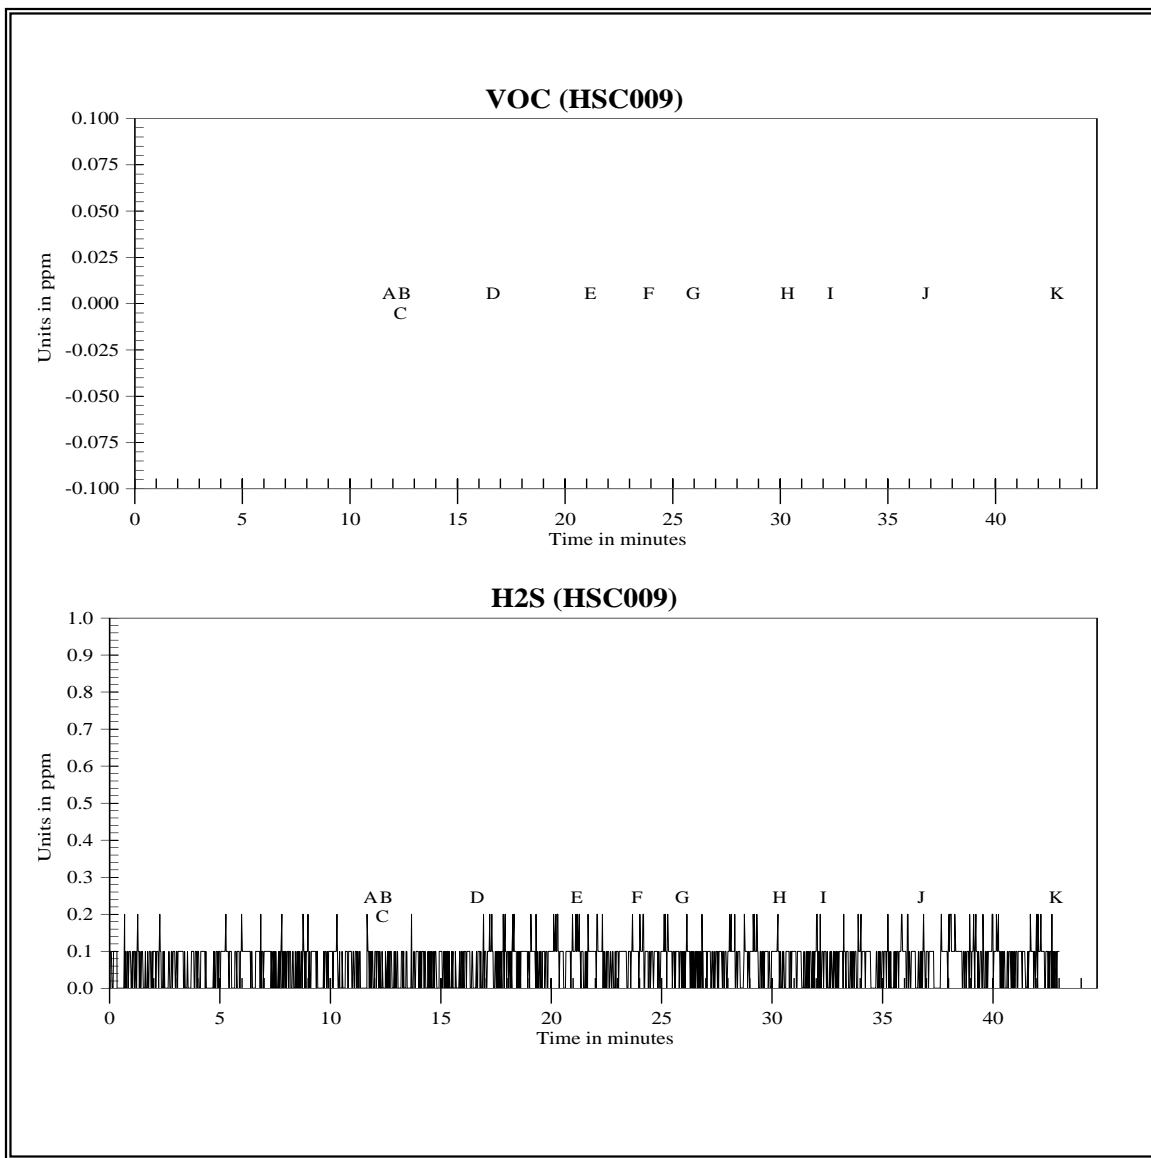 VOC (HSC009)
0.100
0.075
0.050
0.025
0.000
-0.025
-0.050
-0.075
-0.100
Units in ppm
A B D E F G H I J K
C
0 5 10 15 20 25 30 35 40
Time in minutes
H2S (HSC009)
1.0
0.9
0.8
0.7
0.6
0.5
0.4
0.3
0.2
0.1
0.0
Units in ppm
A B D E F G H I J K
C
0 5 10 15 20 25 30 35 40
Time in minutes